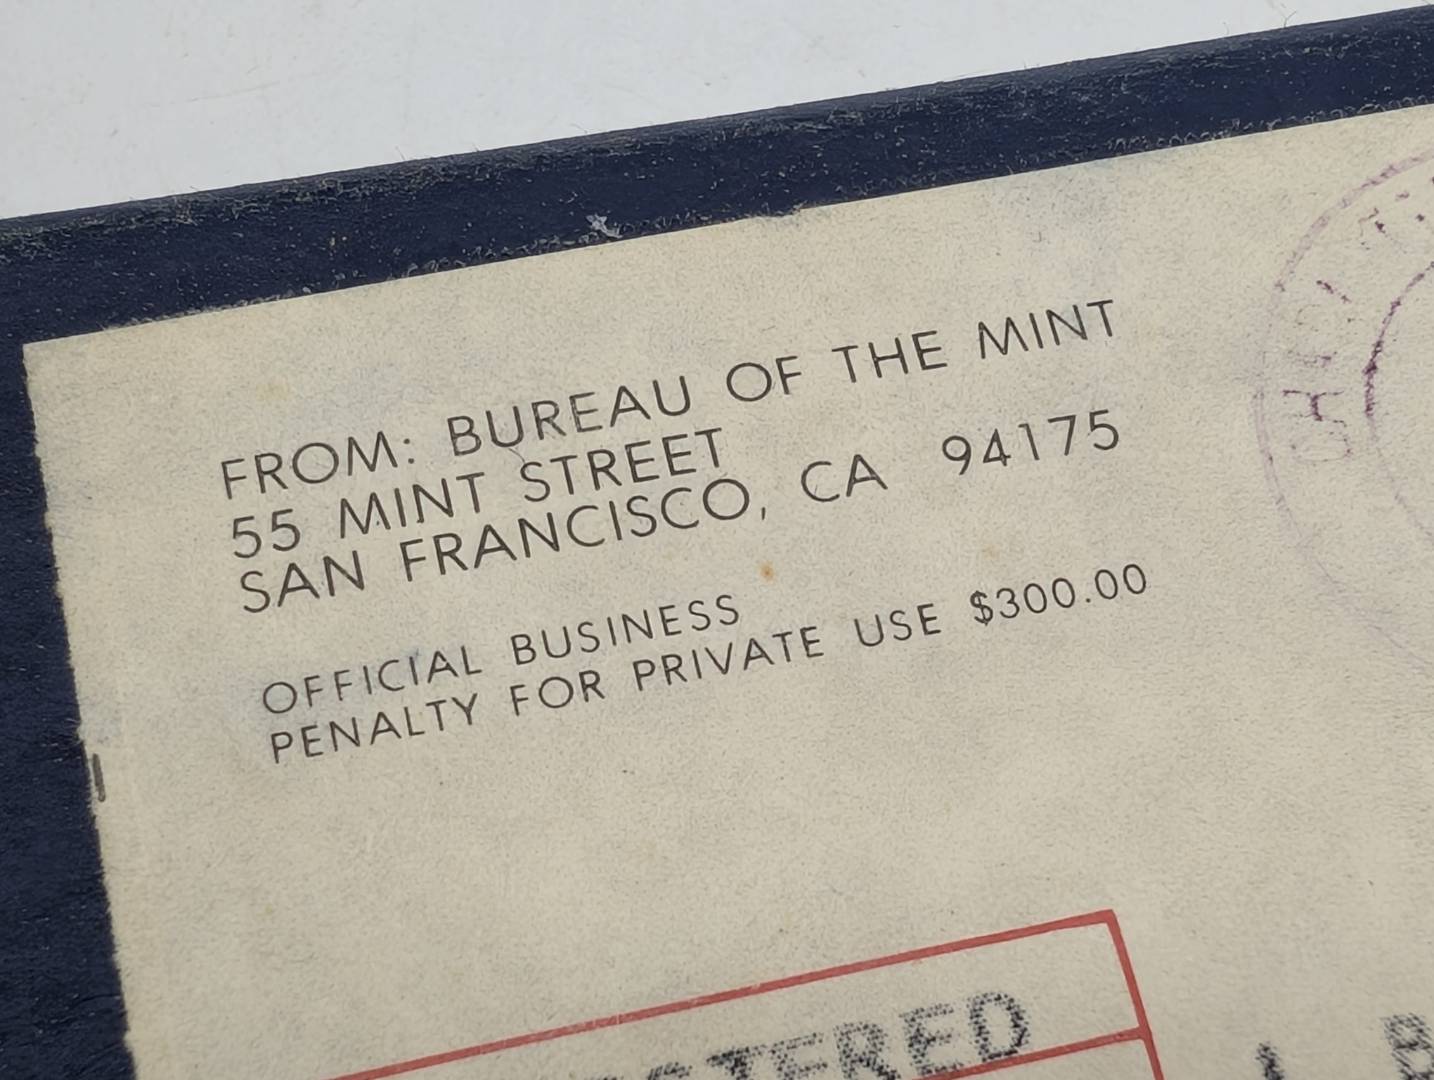 FROM: BUREAU OF THE MINT
55 MINT STREET
SAN FRANCISCO, CA 94175
OFFICIAL BUSINESS
PENALTY FOR PRIVATE USE $300.00